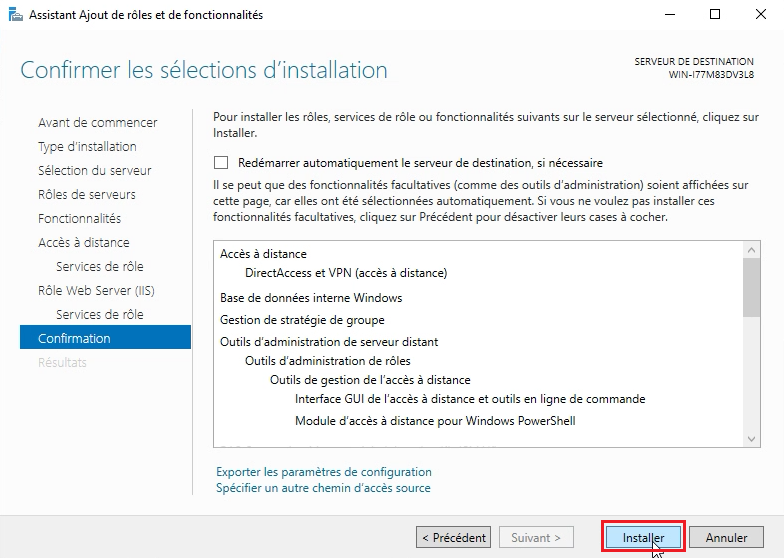 Assistant Ajout de rôles et de fonctionnalités
Confirmer les sélections d'installation
SERVEUR DE DESTINATION
WIN-I77M83DV3L8
Avant de commencer
Type d'installation
Sélection du serveur
Rôles de serveurs
Fonctionnalités
Accès à distance
Services de rôle
Rôle Web Server (IIS)
Services de rôle
Confirmation
Résultats
Pour installer les rôles, services de rôle ou fonctionnalités suivants sur le serveur sélectionné, cliquez sur
Installer.
Redémarrer automatiquement le serveur de destination, si nécessaire
Il se peut que des fonctionnalités facultatives (comme des outils d'administration) soient affichées sur
cette page, car elles ont été sélectionnées automatiquement. Si vous ne voulez pas installer ces
fonctionnalités facultatives, cliquez sur Précédent pour désactiver leurs cases à cocher.
Accès à distance
DirectAccess et VPN (accès à distance)
Base de données interne Windows
Gestion de stratégie de groupe
Outils d'administration de serveur distant
Outils d'administration de rôles
Outils de gestion de l'accès à distance
Interface GUI de l'accès à distance et outils en ligne de commande
Module d'accès à distance pour Windows PowerShell
Exporter les paramètres de configuration
Spécifier un autre chemin d'accès source
< Précédent
Suivant >
Installer
Annuler